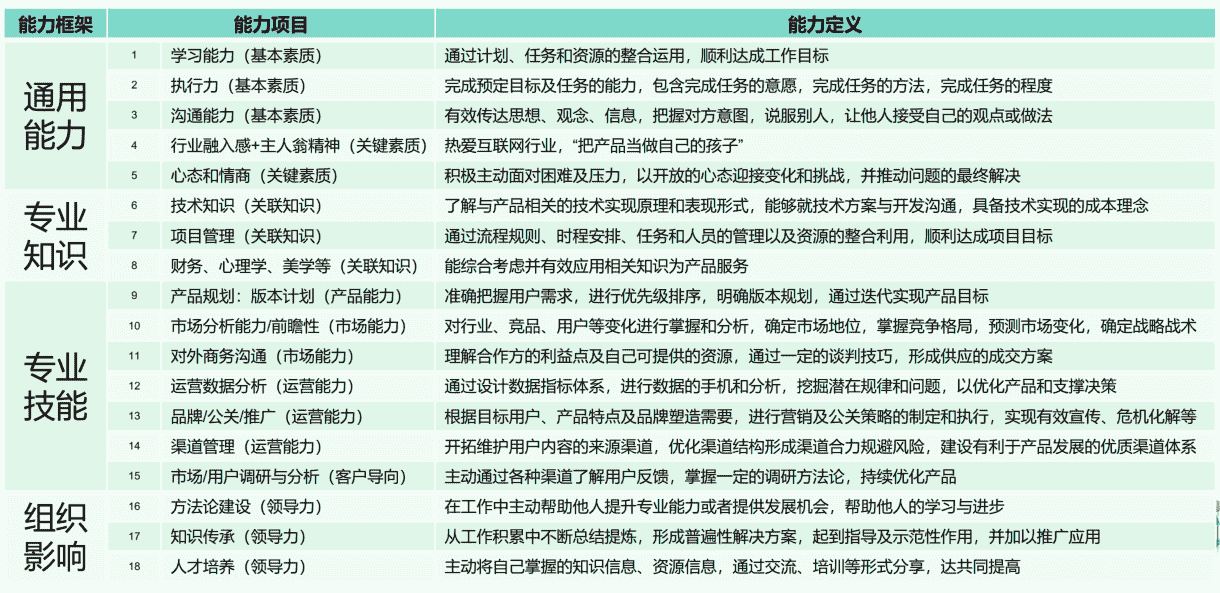 能力框架 能力项目 能力定义
通用能力
1 学习能力（基本素质） 通过计划、任务和资源的整合运用，顺利达成工作目标
2 执行力（基本素质） 完成预定目标及任务的能力，包含完成任务的意愿，完成任务的方法，完成任务的程度
3 沟通能力（基本素质） 有效传达思想、观念、信息，把握对方意图，说服别人，让他人接受自己的观点或做法
4 行业融入感+主人翁精神（关键素质） 热爱互联网行业，“把产品当做自己的孩子”
5 心态和情商（关键素质） 积极主动面对困难及压力，以开放的心态迎接变化和挑战，并推动问题的最终解决
专业知识
6 技术知识（关联知识） 了解与产品相关的技术实现原理和表现形式，能够就技术方案与开发沟通，具备技术实现的成本理念
7 项目管理（关联知识） 通过流程规则、时程安排、任务和人员的管理以及资源的整合利用，顺利达成项目目标
8 财务、心理学、美学等（关联知识） 能综合考虑并有效应用相关知识为产品服务
专业技能
9 产品规划：版本计划（产品能力） 准确把握用户需求，进行优先级排序，明确版本规划，通过迭代实现产品目标
10 市场分析能力/前瞻性（市场能力） 对行业、竞品、用户等变化进行掌握和分析，确定市场地位，掌握竞争格局，预测市场变化，确定战略战术
11 对外商务沟通（市场能力） 理解合作方的利益点及自己可提供的资源，通过一定的谈判技巧，形成供应的成交方案
12 运营数据分析（运营能力） 通过设计数据指标体系，进行数据的手机和分析，挖掘潜在规律和问题，以优化产品和支撑决策
13 品牌/公关/推广（运营能力） 根据目标用户、产品特点及品牌塑造需要，进行营销及公关策略的制定和执行，实现有效宣传、危机化解等
14 渠道管理（运营能力） 开拓维护用户内容的来源渠道，优化渠道结构形成渠道合力规避风险，建设有利于产品发展的优质渠道体系
15 市场/用户调研与分析（客户导向） 主动通过各种渠道了解用户反馈，掌握一定的调研方法论，持续优化产品
组织影响
16 方法论建设（领导力） 在工作中主动帮助他人提升专业能力或者提供发展机会，帮助他人的学习与进步
17 知识传承（领导力） 从工作积累中不断总结提炼，形成普遍性解决方案，起到指导及示范性作用，并加以推广应用
18 人才培养（领导力） 主动将自己掌握的知识信息、资源信息，通过交流、培训等形式分享，达共同提高